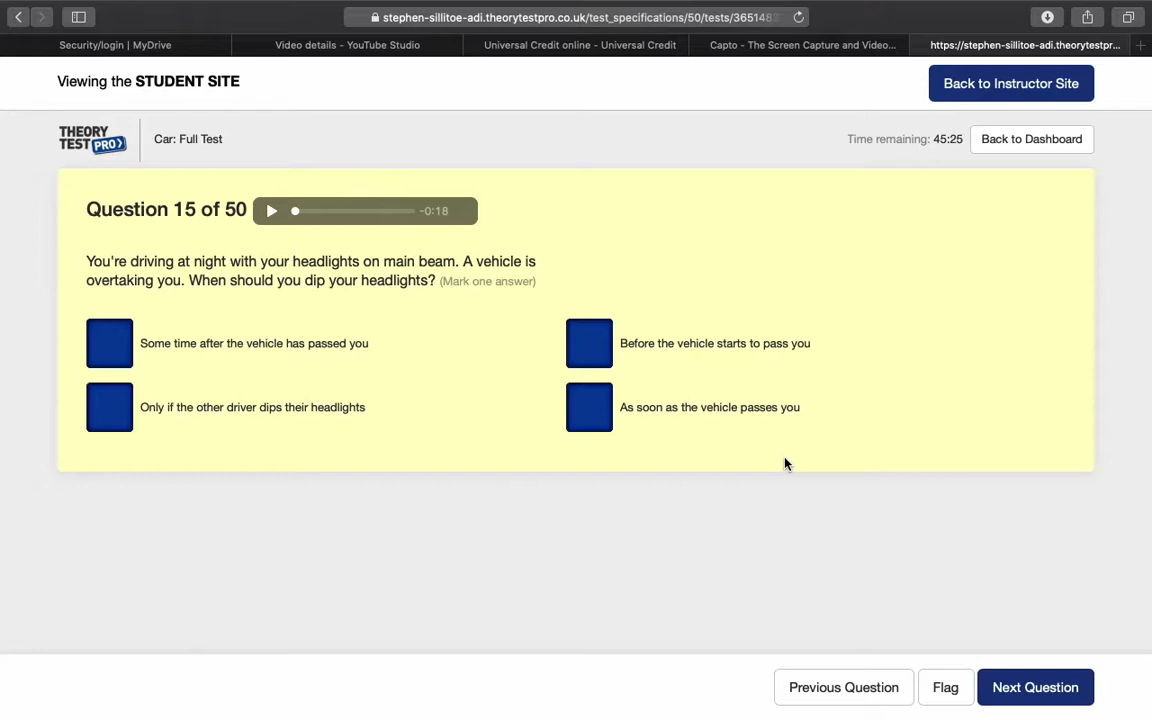 stephen-sillitoe-adi.theorytestpro.co.uk/test_specifications/50/tests/365148
Security/login | MyDrive
Video details - YouTube Studio
Universal Credit online - Universal Credit
Capto - The Screen Capture and Video...
https://stephen-sillitoe-adi.theorytestpr...
Viewing the STUDENT SITE
Back to Instructor Site
THEORY
TEST PRO
Car: Full Test
Time remaining: 45:25
Back to Dashboard
Question 15 of 50
-0:18
You're driving at night with your headlights on main beam. A vehicle is
overtaking you. When should you dip your headlights? (Mark one answer)
Some time after the vehicle has passed you
Before the vehicle starts to pass you
Only if the other driver dips their headlights
As soon as the vehicle passes you
Previous Question
Flag
Next Question